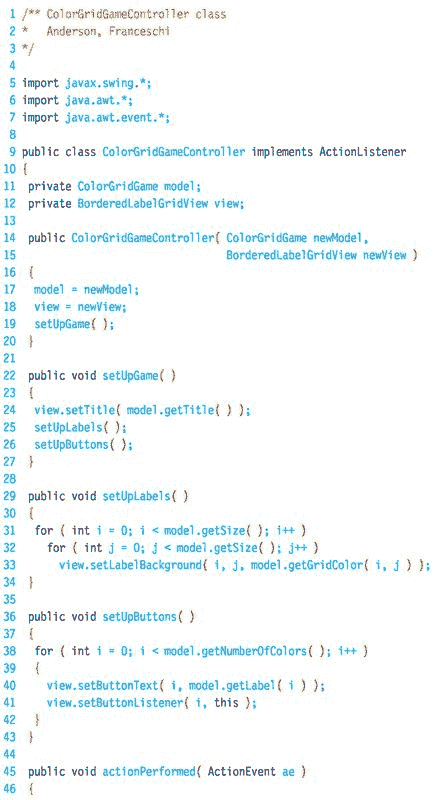 1 /** ColorGridGameController class
2 *   Anderson, Franceschi
3 */
4
5 import javax.swing.*;
6 import java.awt.*;
7 import java.awt.event.*;
8
9 public class ColorGridGameController implements ActionListener
10 {
11  private ColorGridGame model;
12  private BorderedLabelGridView view;
13
14  public ColorGridGameController( ColorGridGame newModel,
15                                  BorderedLabelGridView newView )
16  {
17   model = newModel;
18   view = newView;
19   setUpGame( );
20  }
21
22  public void setUpGame( )
23  {
24   view.setTitle( model.getTitle( ) );
25   setUpLabels( );
26   setUpButtons( );
27  }
28
29  public void setUpLabels( )
30  {
31   for ( int i = 0; i < model.getSize( ); i++ )
32     for ( int j = 0; j < model.getSize( ); j++ )
33       view.setLabelBackground( i, j, model.getGridColor( i, j ) );
34  }
35
36  public void setUpButtons( )
37  {
38   for ( int i = 0; i < model.getNumberOfColors( ); i++ )
39   {
40     view.setButtonText( i, model.getLabel( i ) );
41     view.setButtonListener( i, this );
42   }
43  }
44
45  public void actionPerformed( ActionEvent ae )
46  {